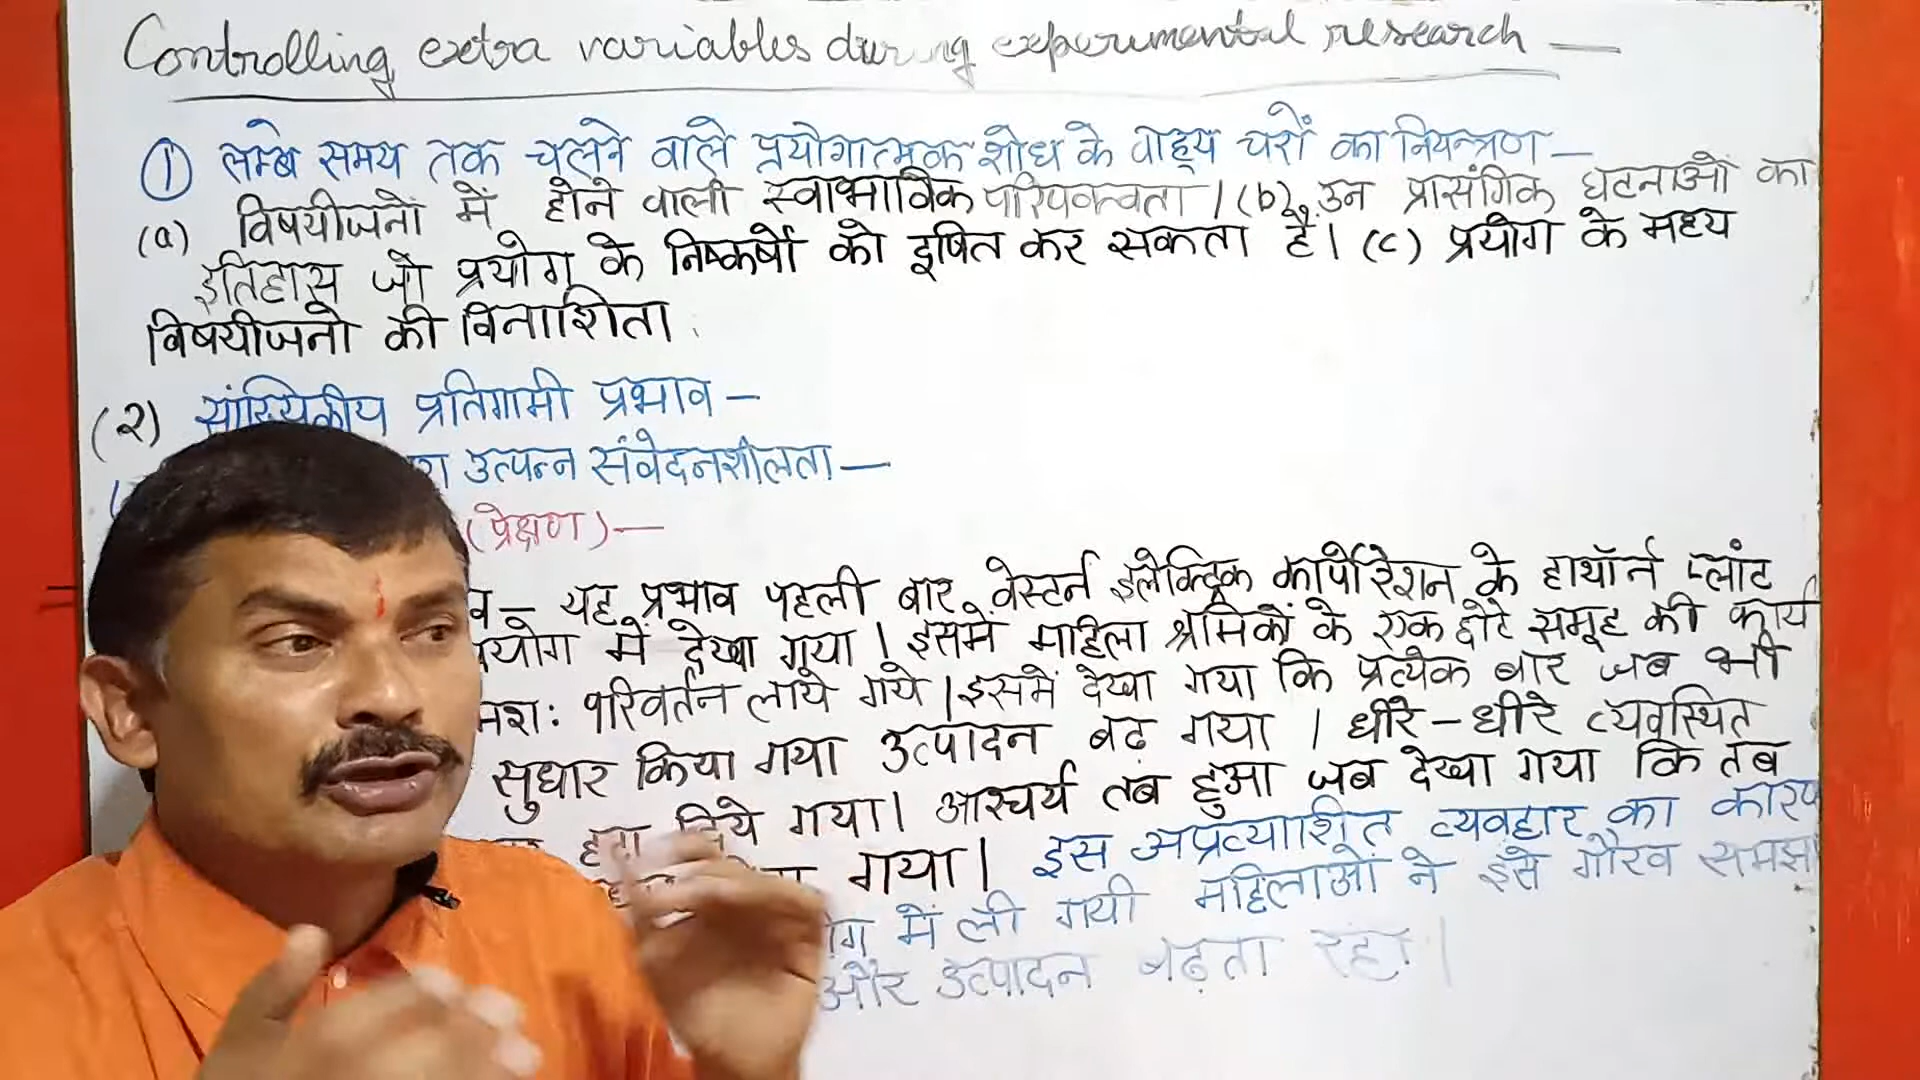 Controlling extra variables during experimental research —
① लम्बे समय तक चलने वाले प्रयोगात्मक शोध के वाह्य चरों का नियन्त्रण —
(a) विषयीजनों में होने वाली स्वाभाविक परिपक्वता । (b) उन प्रासंगिक घटनाओं का
इतिहास जो प्रयोग के निष्कर्षो को दूषित कर सकता है । (c) प्रयोग के मध्य
विषयीजनो की विनाशिता
(२) सांख्यिकीय प्रतिगामी प्रभाव —
उत्पन्न संवेदनशीलता —
(प्रेक्षण) —
व — यह प्रभाव पहली बार वेस्टर्न इलेक्ट्रिक कार्पोरेशन के हाथॉर्न प्लांट
में देखा गया । इसमें माहिला श्रमिकों के एक छोटे समूह की कार्य
परिवर्तन लाये गये । इसमें देखा गया कि प्रत्येक बार जब भी
सुधार किया गया उत्पादन बढ़ गया । धीरे - धीरे व्यवस्थित
हटा दिये गया । आश्चर्य तब हुआ जब देखा गया कि तब
गया । इस अप्रत्याशित व्यवहार का कारण
में ली गयी महिलाओं ने इसे गौरव समझा
और उत्पादन बढ़ता रहा ।